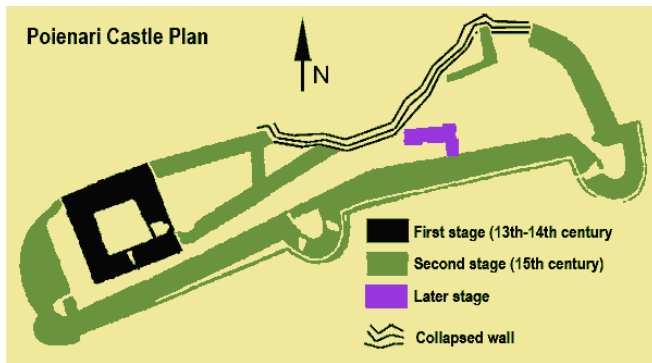 Poienari Castle Plan
N
First stage (13th-14th century
Second stage (15th century)
Later stage
Collapsed wall